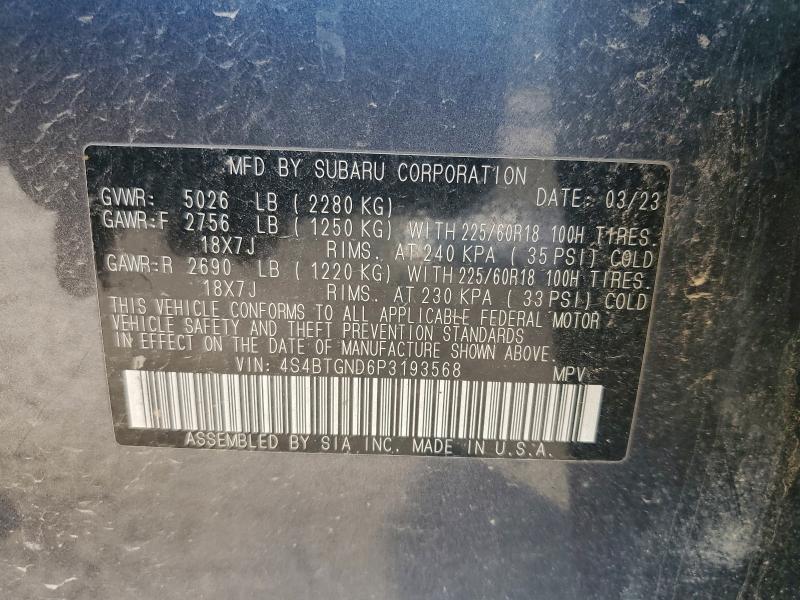 MFD BY SUBARU CORPORATION DATE: 03/23
GVWR: 5026 LB ( 2280 KG)
GAWR:F 2756 LB ( 1250 KG) WITH 225/60R18 100H TIRES.
18X7J RIMS. AT 240 KPA ( 35 PSI) COLD
GAWR:R 2690 LB ( 1220 KG) WITH 225/60R18 100H TIRES.
18X7J RIMS. AT 230 KPA ( 33 PSI) COLD
THIS VEHICLE CONFORMS TO ALL APPLICABLE FEDERAL MOTOR
VEHICLE SAFETY AND THEFT PREVENTION STANDARDS
IN EFFECT ON THE DATE OF MANUFACTURE SHOWN ABOVE.
VIN: 4S4BTGND6P3193568 MPV
ASSEMBLED BY SIA, INC. MADE IN U.S.A.